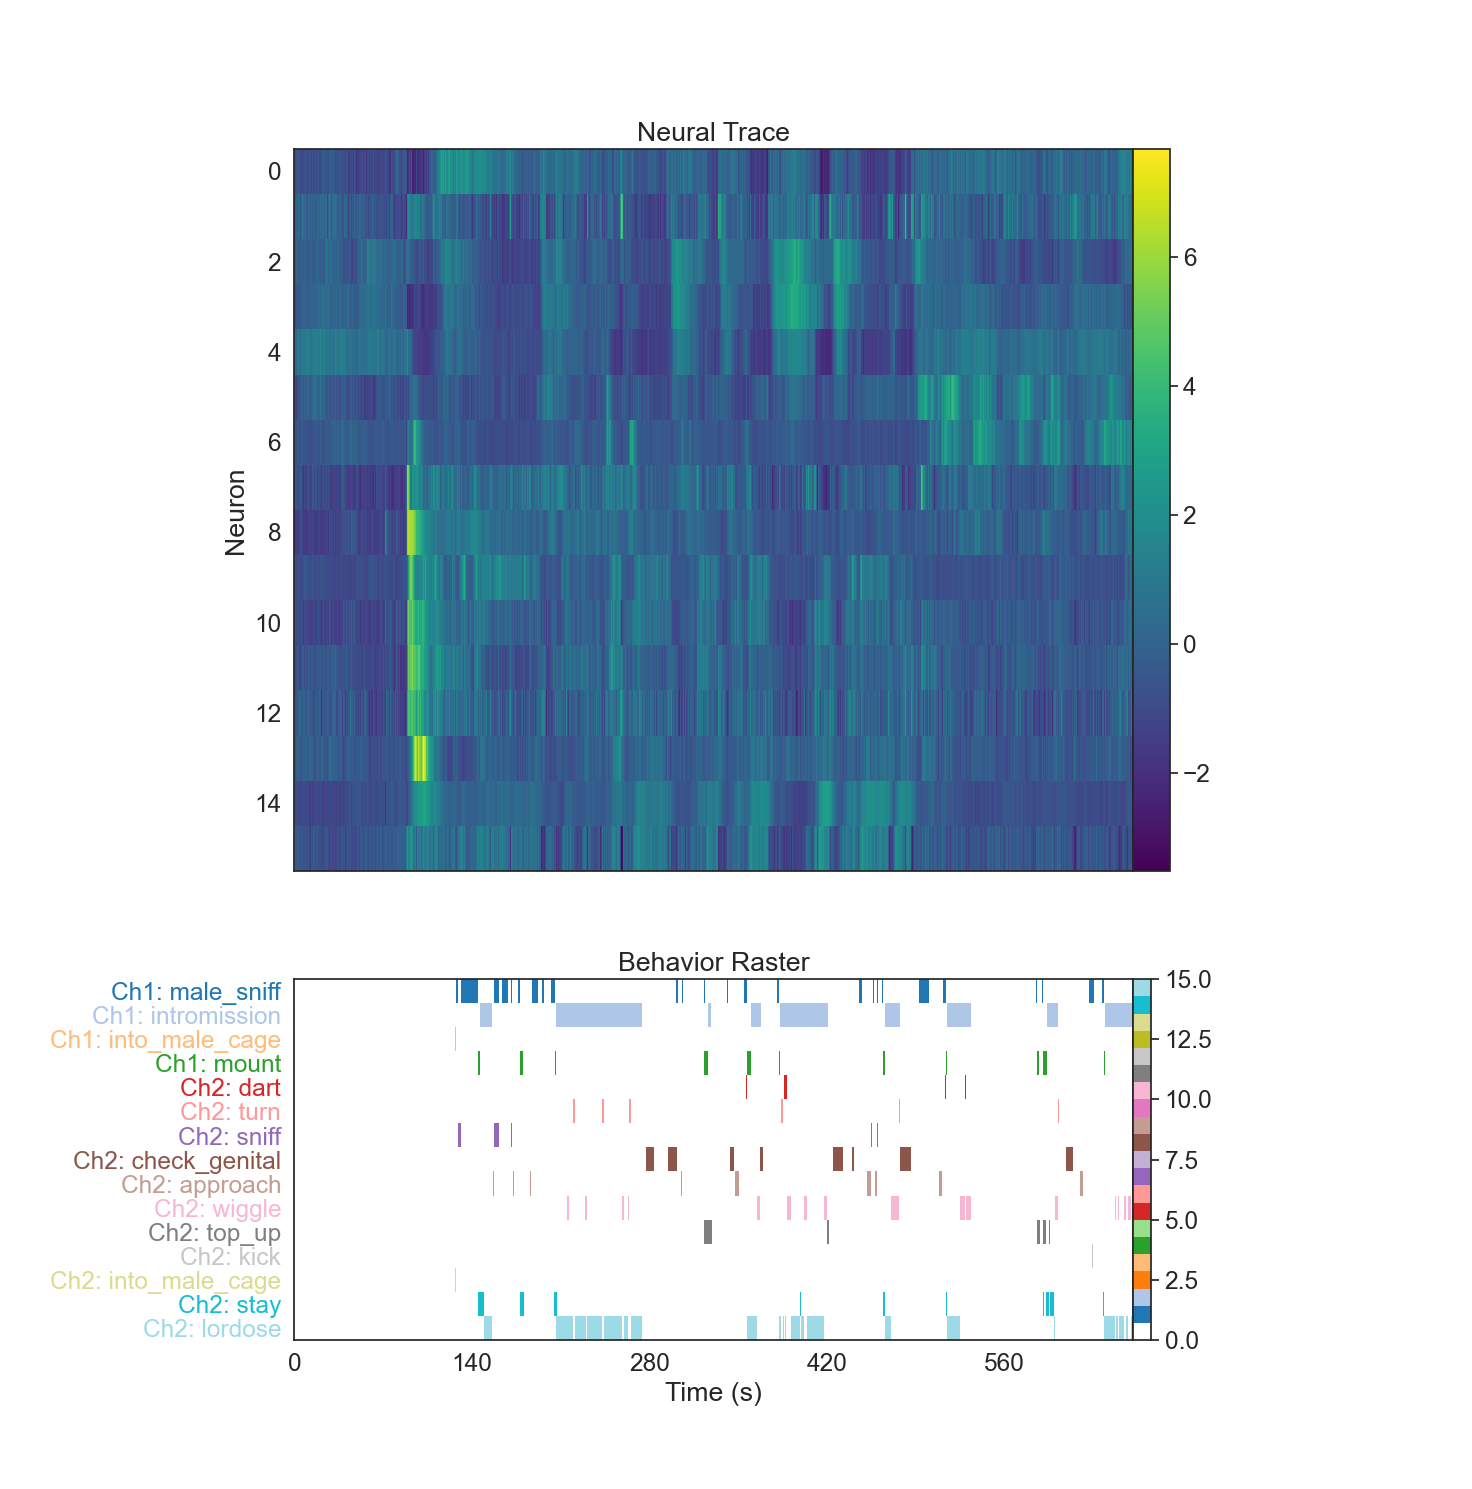 Neural Trace
0
2
4
6
8
10
12
14
Neuron
6
4
2
0
−2
Behavior Raster
Ch1: male_sniff
Ch1: intromission
Ch1: into_male_cage
Ch1: mount
Ch2: dart
Ch2: turn
Ch2: sniff
Ch2: check_genital
Ch2: approach
Ch2: wiggle
Ch2: top_up
Ch2: kick
Ch2: into_male_cage
Ch2: stay
Ch2: lordose
15.0
12.5
10.0
7.5
5.0
2.5
0.0
0 140 280 420 560
Time (s)